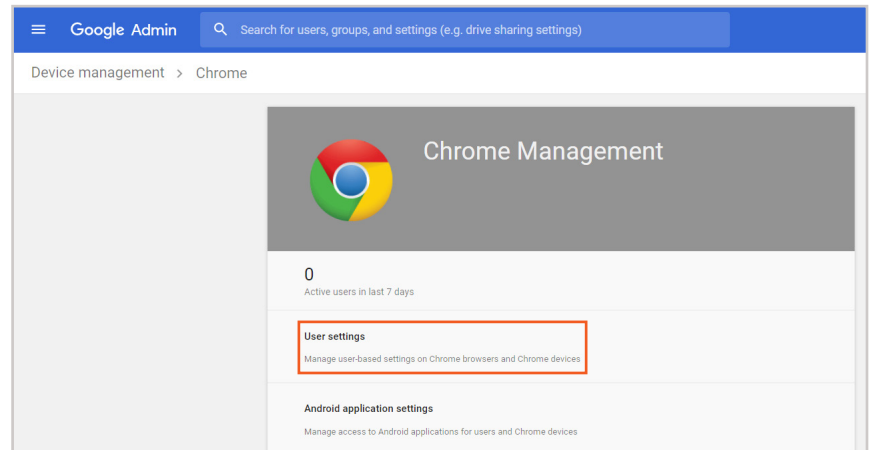 Google Admin
Search for users, groups, and settings (e.g. drive sharing settings)
Device management > Chrome
Chrome Management
0
Active users in last 7 days
User settings
Manage user-based settings on Chrome browsers and Chrome devices
Android application settings
Manage access to Android applications for users and Chrome devices